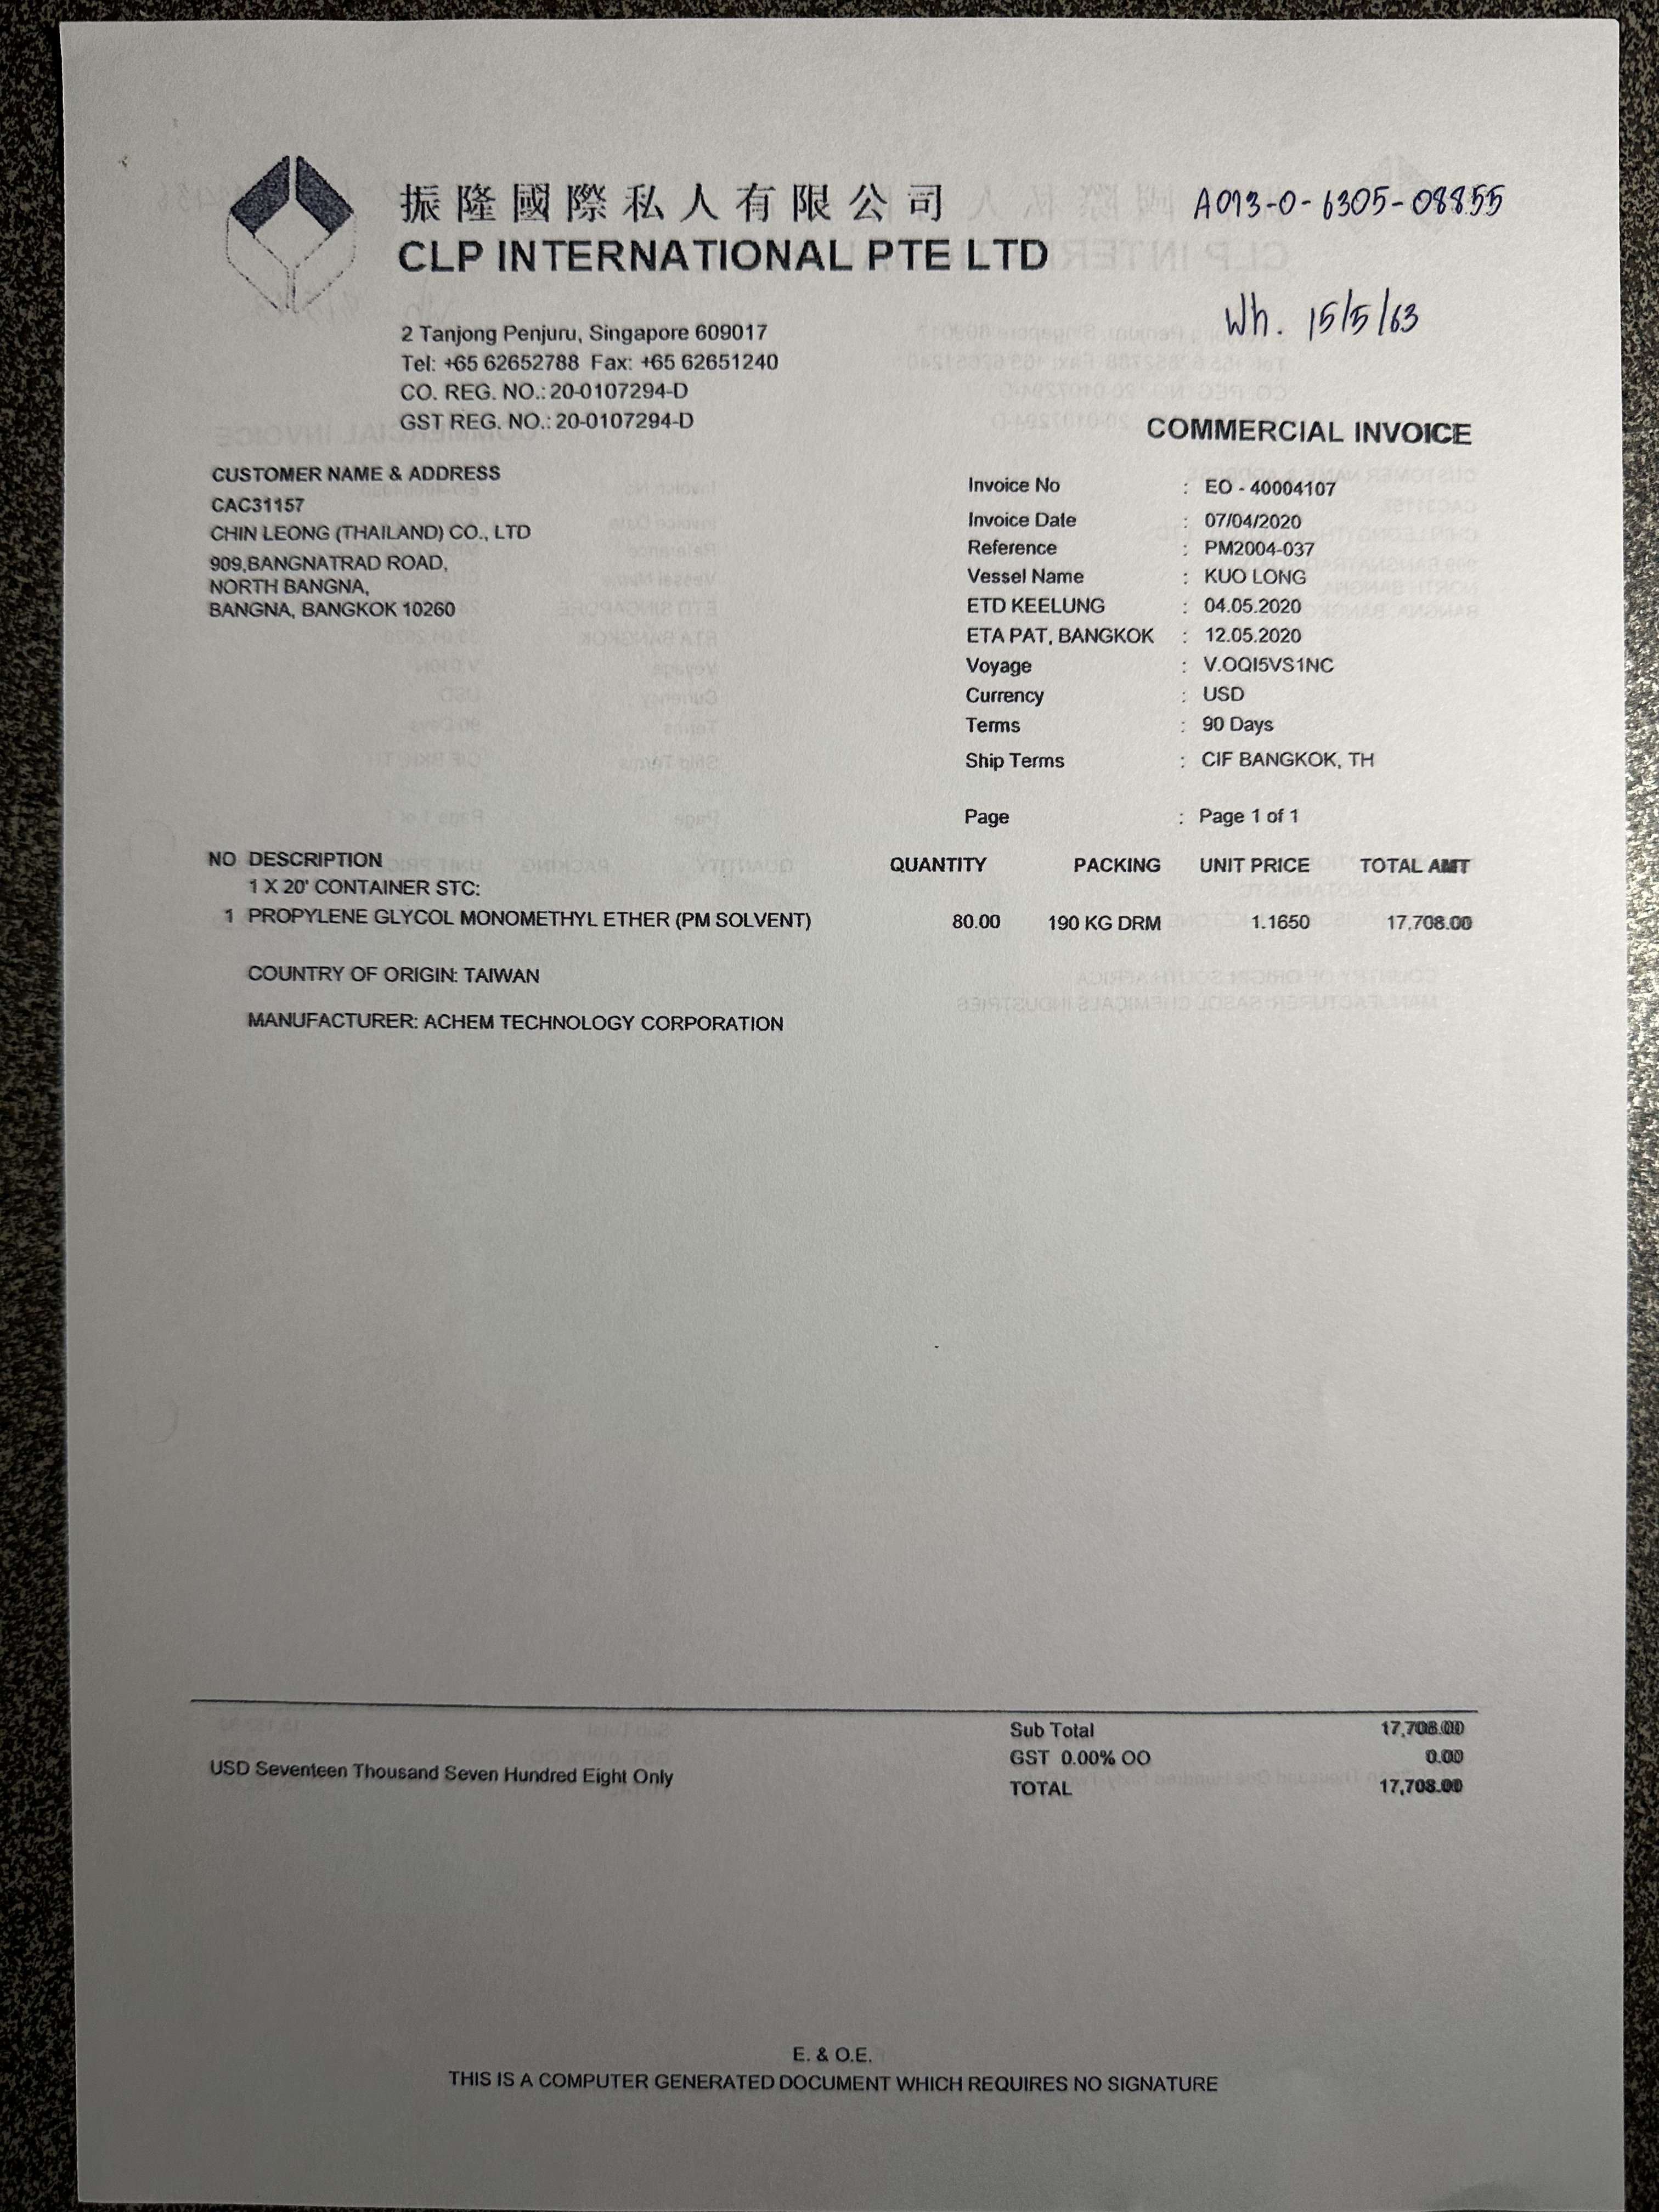 振隆國際私人有限公司
CLP INTERNATIONAL PTE LTD
A013-0-6305-08855
Wh. 15/5/63
2 Tanjong Penjuru, Singapore 609017
Tel: +65 62652788 Fax: +65 62651240
CO. REG. NO.: 20-0107294-D
GST REG. NO.: 20-0107294-D
COMMERCIAL INVOICE
CUSTOMER NAME & ADDRESS
CAC31157
CHIN LEONG (THAILAND) CO., LTD
909,BANGNATRAD ROAD,
NORTH BANGNA,
BANGNA, BANGKOK 10260
Invoice No : EO - 40004107
Invoice Date : 07/04/2020
Reference : PM2004-037
Vessel Name : KUO LONG
ETD KEELUNG : 04.05.2020
ETA PAT, BANGKOK : 12.05.2020
Voyage : V.OQI5VS1NC
Currency : USD
Terms : 90 Days
Ship Terms : CIF BANGKOK, TH
Page : Page 1 of 1
NO DESCRIPTION QUANTITY PACKING UNIT PRICE TOTAL AMT
1 X 20' CONTAINER STC:
1 PROPYLENE GLYCOL MONOMETHYL ETHER (PM SOLVENT) 80.00 190 KG DRM 1.1650 17,708.00
COUNTRY OF ORIGIN: TAIWAN
MANUFACTURER: ACHEM TECHNOLOGY CORPORATION
Sub Total 17,708.00
GST 0.00% OO 0.00
USD Seventeen Thousand Seven Hundred Eight Only
TOTAL 17,708.00
E. & O.E.
THIS IS A COMPUTER GENERATED DOCUMENT WHICH REQUIRES NO SIGNATURE